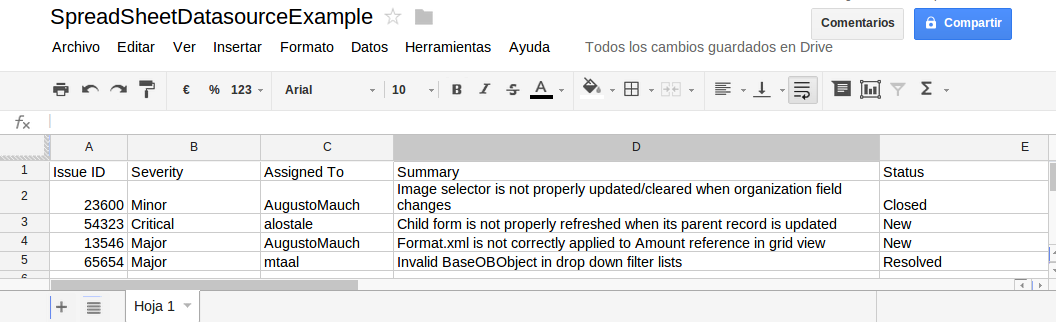 SpreadSheetDatasourceExample
Comentarios
Compartir
Archivo Editar Ver Insertar Formato Datos Herramientas Ayuda Todos los cambios guardados en Drive
€ % 123 Arial 10 B I S A Σ
fx
A B C D E
1 Issue ID Severity Assigned To Summary Status
Image selector is not properly updated/cleared when organization field
2 23600 Minor AugustoMauch changes Closed
3 54323 Critical alostale Child form is not properly refreshed when its parent record is updated New
4 13546 Major AugustoMauch Format.xml is not correctly applied to Amount reference in grid view New
5 65654 Major mtaal Invalid BaseOBObject in drop down filter lists Resolved
Hoja 1